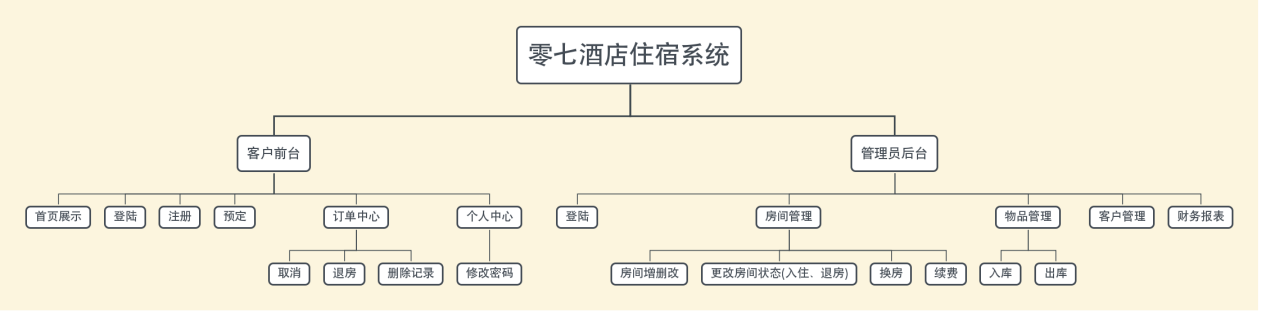 零七酒店住宿系统
客户前台
管理员后台
首页展示
登陆
注册
预定
订单中心
个人中心
登陆
房间管理
物品管理
客户管理
财务报表
取消
退房
删除记录
修改密码
房间增删改
更改房间状态(入住、退房)
换房
续费
入库
出库